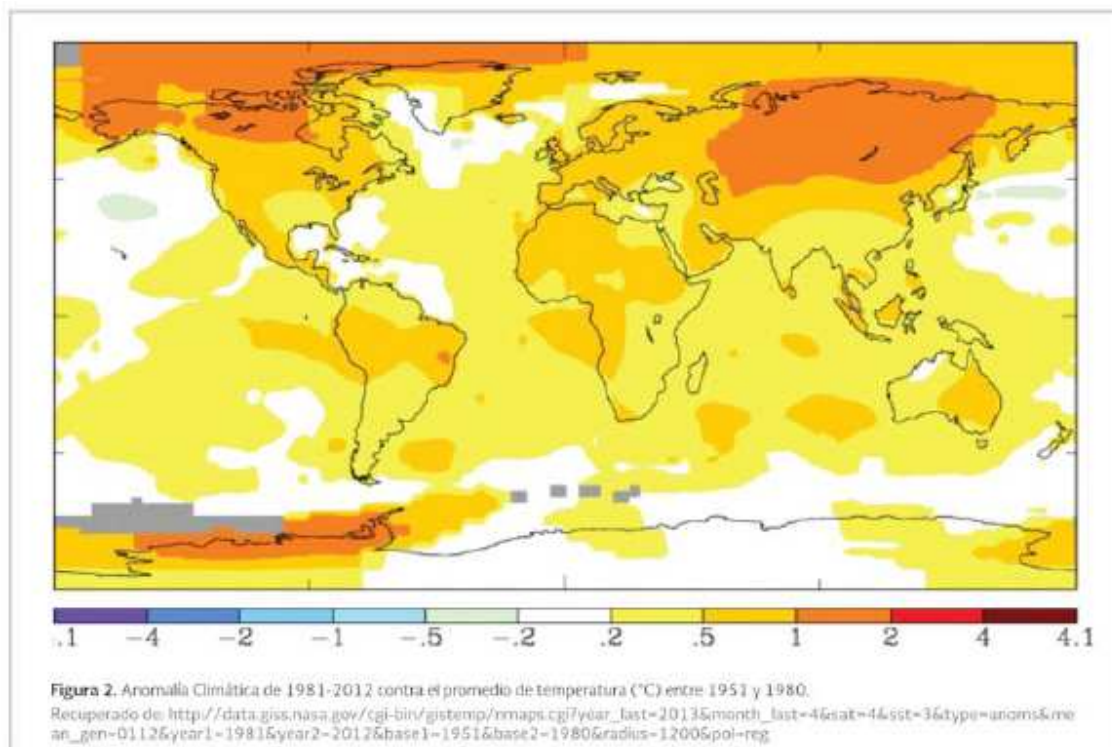 .1 −4 −2 −1 −.5 −.2 .2 .5 1 2 4 4.1
Figura 2. Anomalía Climática de 1981-2012 contra el promedio de temperatura (°C) entre 1951 y 1980.
Recuperado de: http://data.giss.nasa.gov/cgi-bin/gistemp/nmaps.cgi?year_last=2013&month_last=4&sat=4&sst=3&type=anoms&me
an_gen=0112&year1=1981&year2=2012&base1=1951&base2=1980&radius=1200&pol=reg